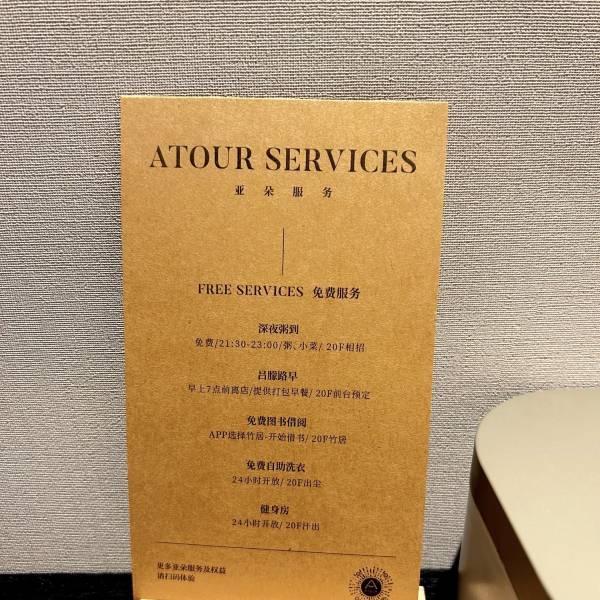 ATOUR SERVICES
亚朵服务
FREE SERVICES 免费服务
深夜粥到
免费/21:30-23:00/粥、小菜/ 20F相招
吕朦路早
早上7点前离店/提供打包早餐/ 20F前台预定
免费图书借阅
APP选择竹居-开始借书/ 20F竹居
免费自助洗衣
24小时开放/ 20F出尘
健身房
24小时开放/ 20F汗出
更多亚朵服务及权益
请扫码体验
A